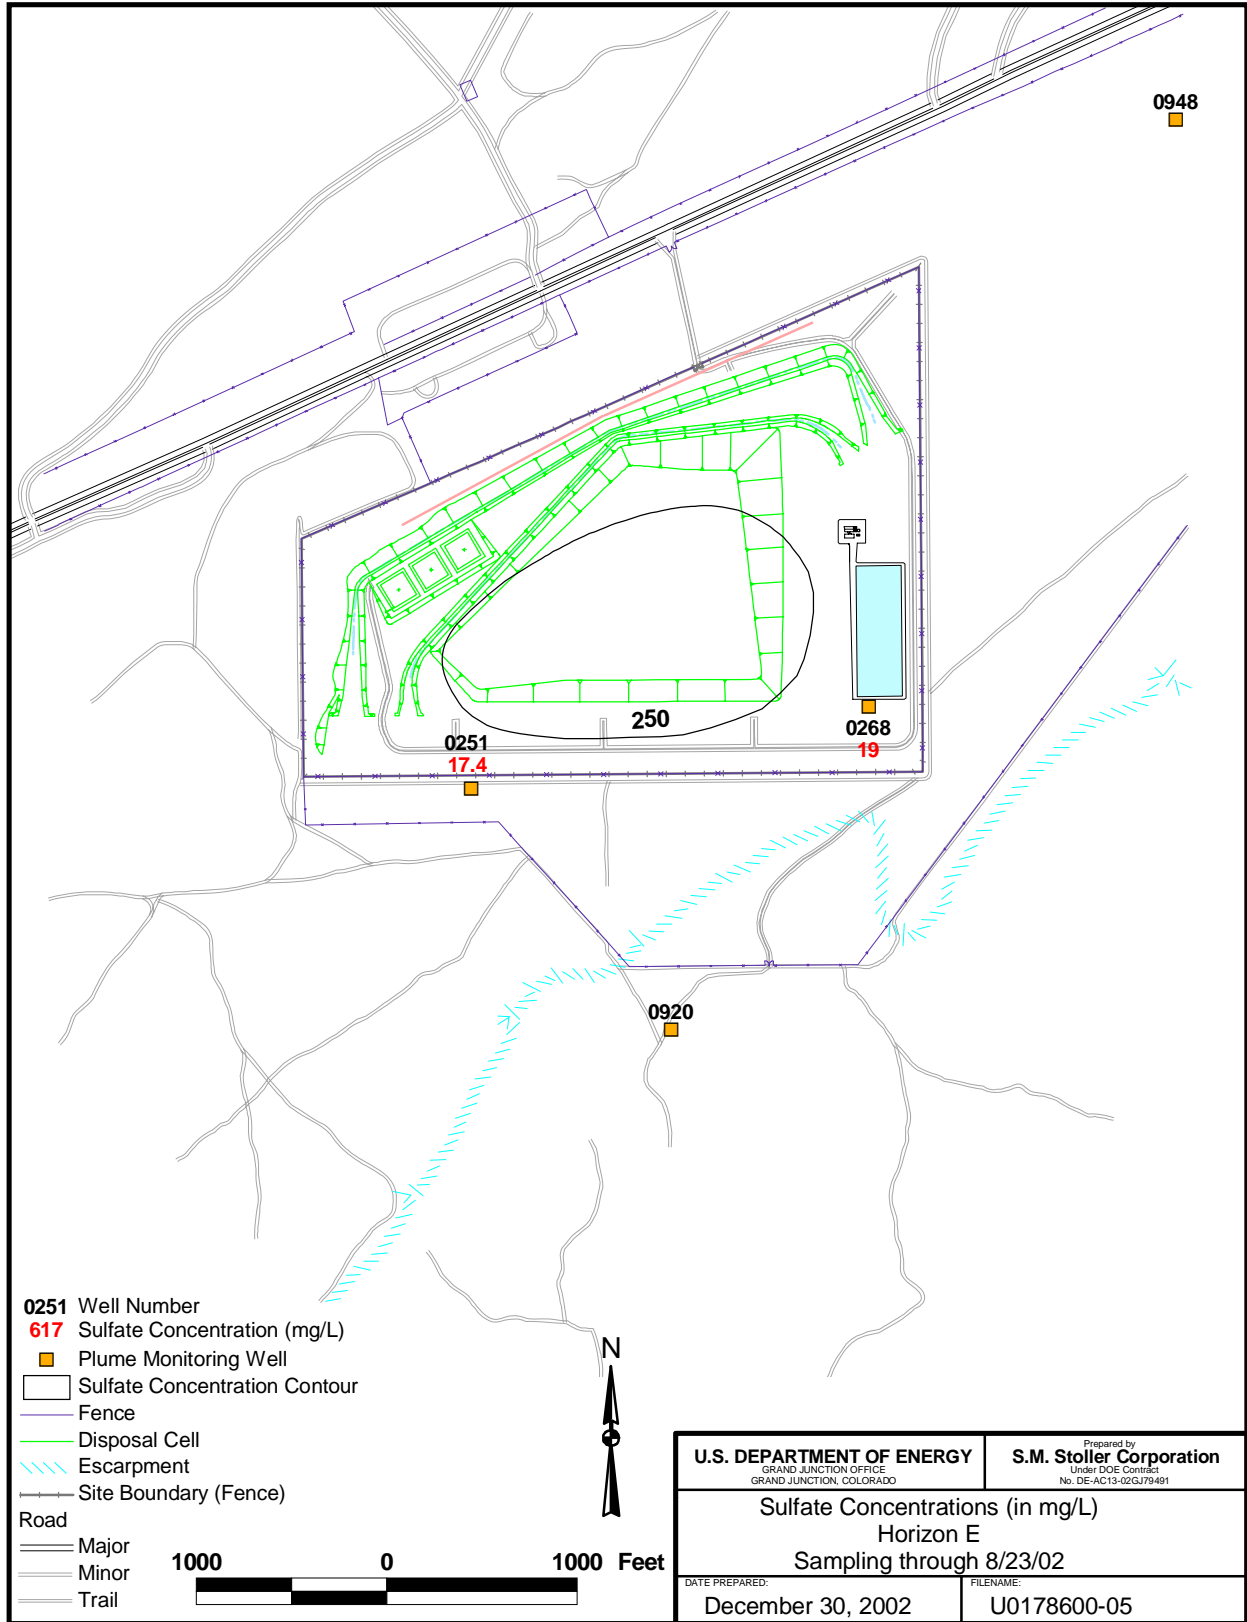 0948
250
0251
17.4
0268
19
0920
0251 Well Number
617 Sulfate Concentration (mg/L)
Plume Monitoring Well
Sulfate Concentration Contour
Fence
Disposal Cell
Escarpment
Site Boundary (Fence)
Road
Major
Minor
Trail
N
1000 0 1000 Feet
U.S. DEPARTMENT OF ENERGY
GRAND JUNCTION OFFICE
GRAND JUNCTION, COLORADO
Prepared by
S.M. Stoller Corporation
Under DOE Contract
No. DE-AC13-02GJ79491
Sulfate Concentrations (in mg/L)
Horizon E
Sampling through 8/23/02
DATE PREPARED:
December 30, 2002
FILENAME:
U0178600-05